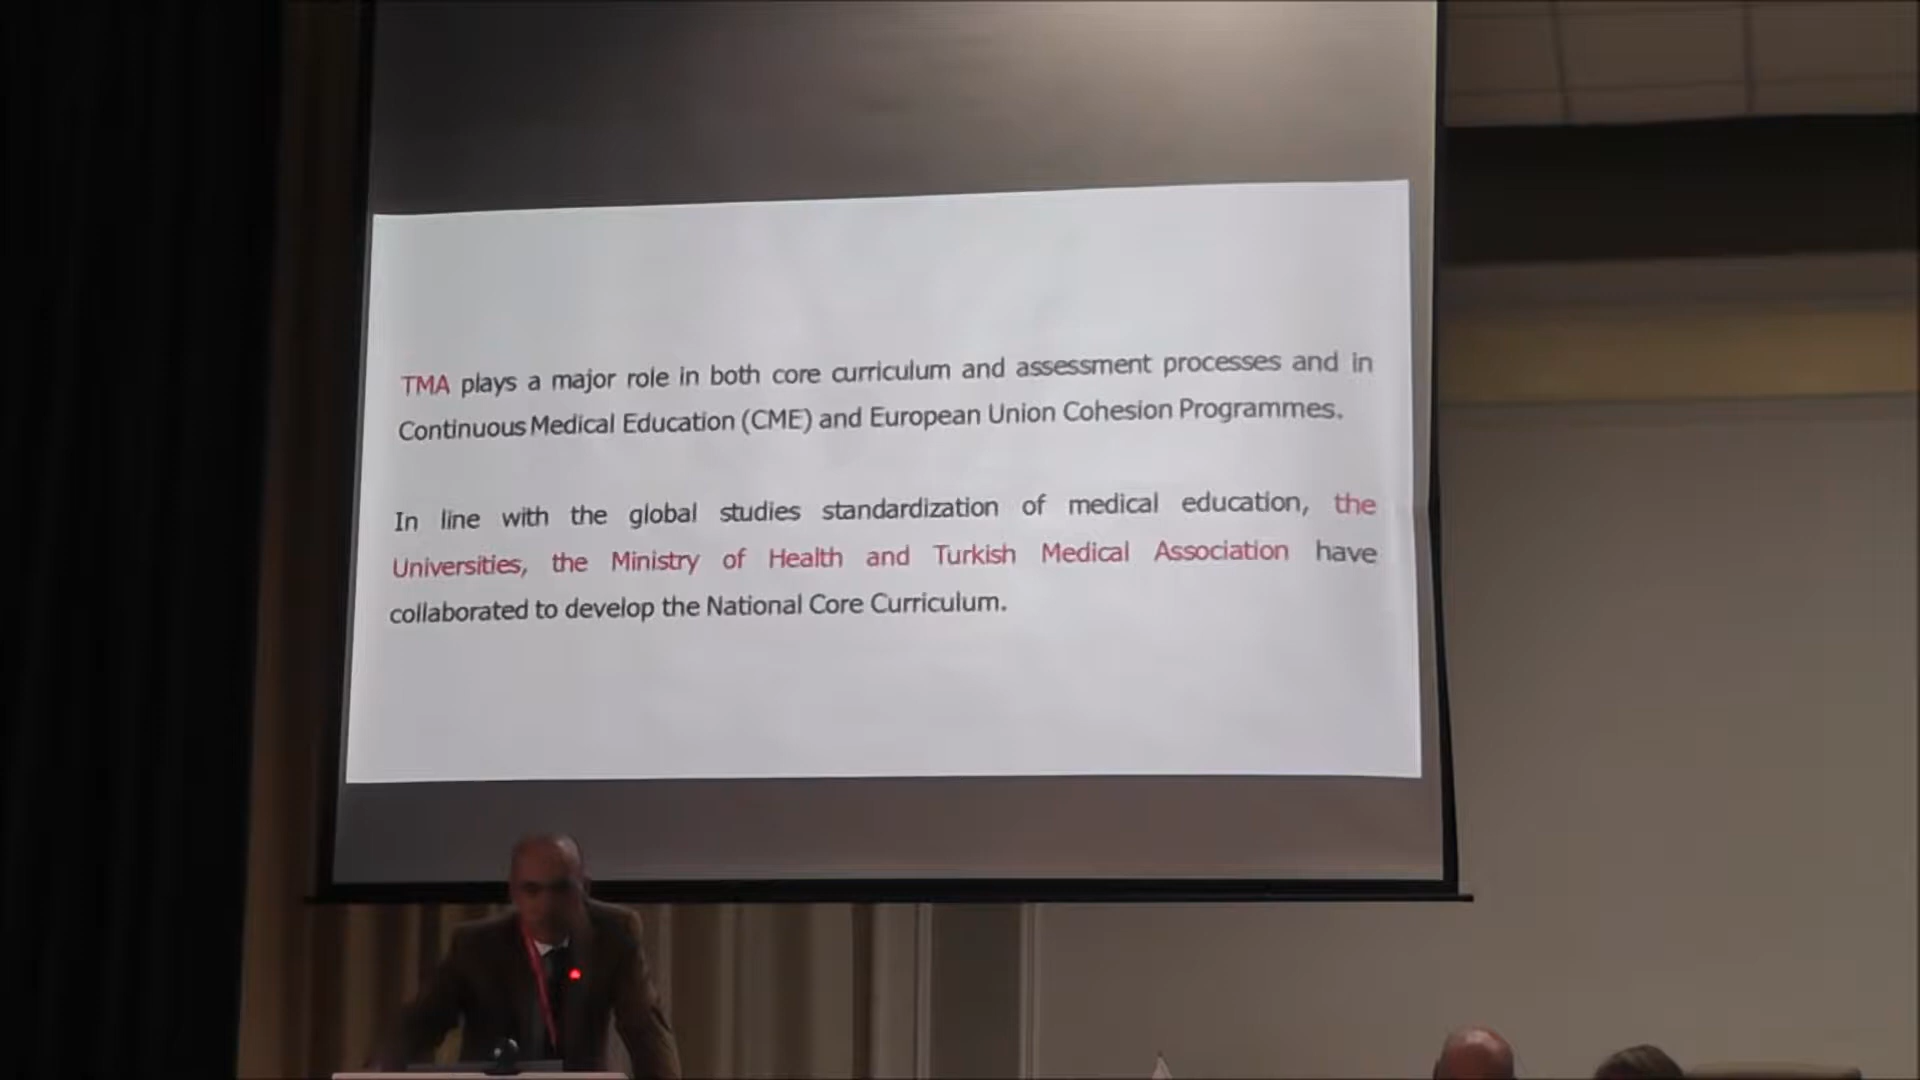 TMA plays a major role in both core curriculum and assessment processes and in
Continuous Medical Education (CME) and European Union Cohesion Programmes.
In line with the global studies standardization of medical education, the
Universities, the Ministry of Health and Turkish Medical Association have
collaborated to develop the National Core Curriculum.